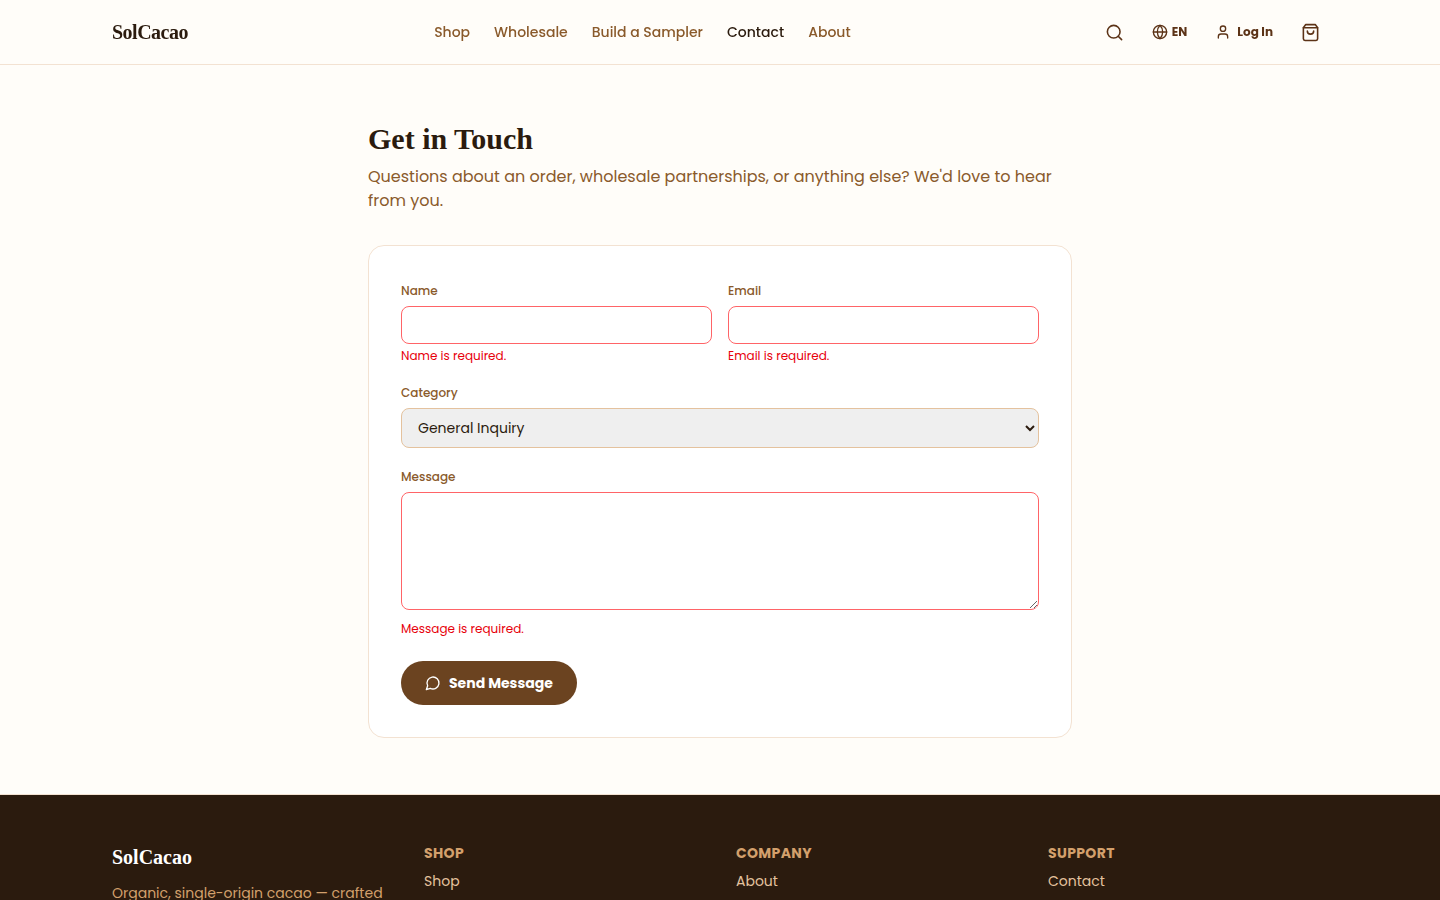 SolCacao
Shop
Wholesale
Build a Sampler
Contact
About
EN
Log In
Get in Touch
Questions about an order, wholesale partnerships, or anything else? We'd love to hear
from you.
Name
Email
Name is required.
Email is required.
Category
General Inquiry
Message
Message is required.
Send Message
SolCacao
Organic, single-origin cacao — crafted
SHOP
Shop
COMPANY
About
SUPPORT
Contact